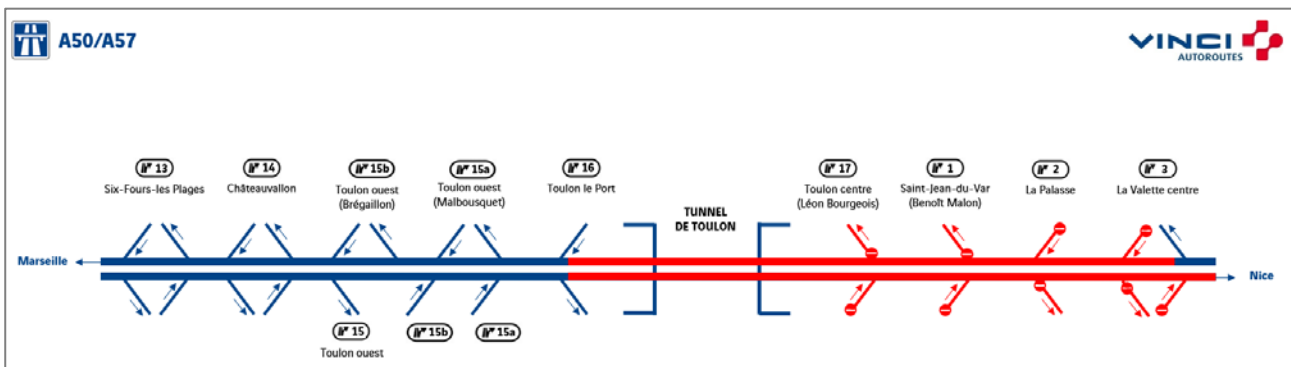 A50/A57
VINCI
AUTOROUTES
13
14
15b
15a
16
17
1
2
3
Six-Fours-les Plages
Châteauvallon
Toulon ouest
(Brégaillon)
Toulon ouest
(Malbousquet)
Toulon le Port
TUNNEL
DE TOULON
Toulon centre
(Léon Bourgeois)
Saint-Jean-du-Var
(Benoît Malon)
La Palasse
La Valette centre
Marseille
Nice
15
Toulon ouest
15b
15a